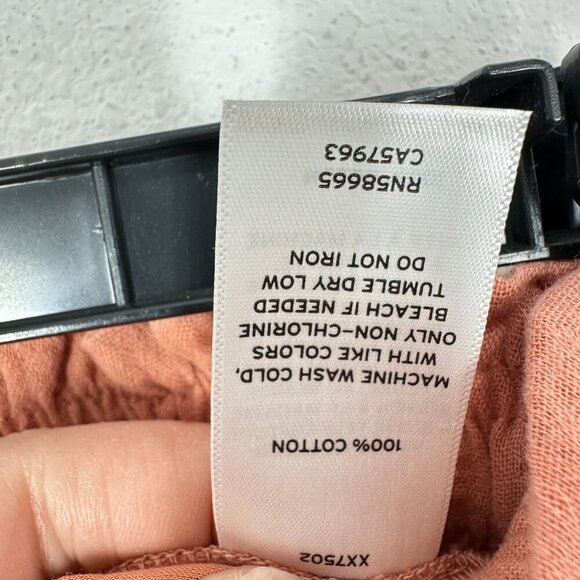 XX7502
100% COTTON
MACHINE WASH COLD,
WITH LIKE COLORS
ONLY NON-CHLORINE
BLEACH IF NEEDED
TUMBLE DRY LOW
DO NOT IRON
RN58665
CA57963